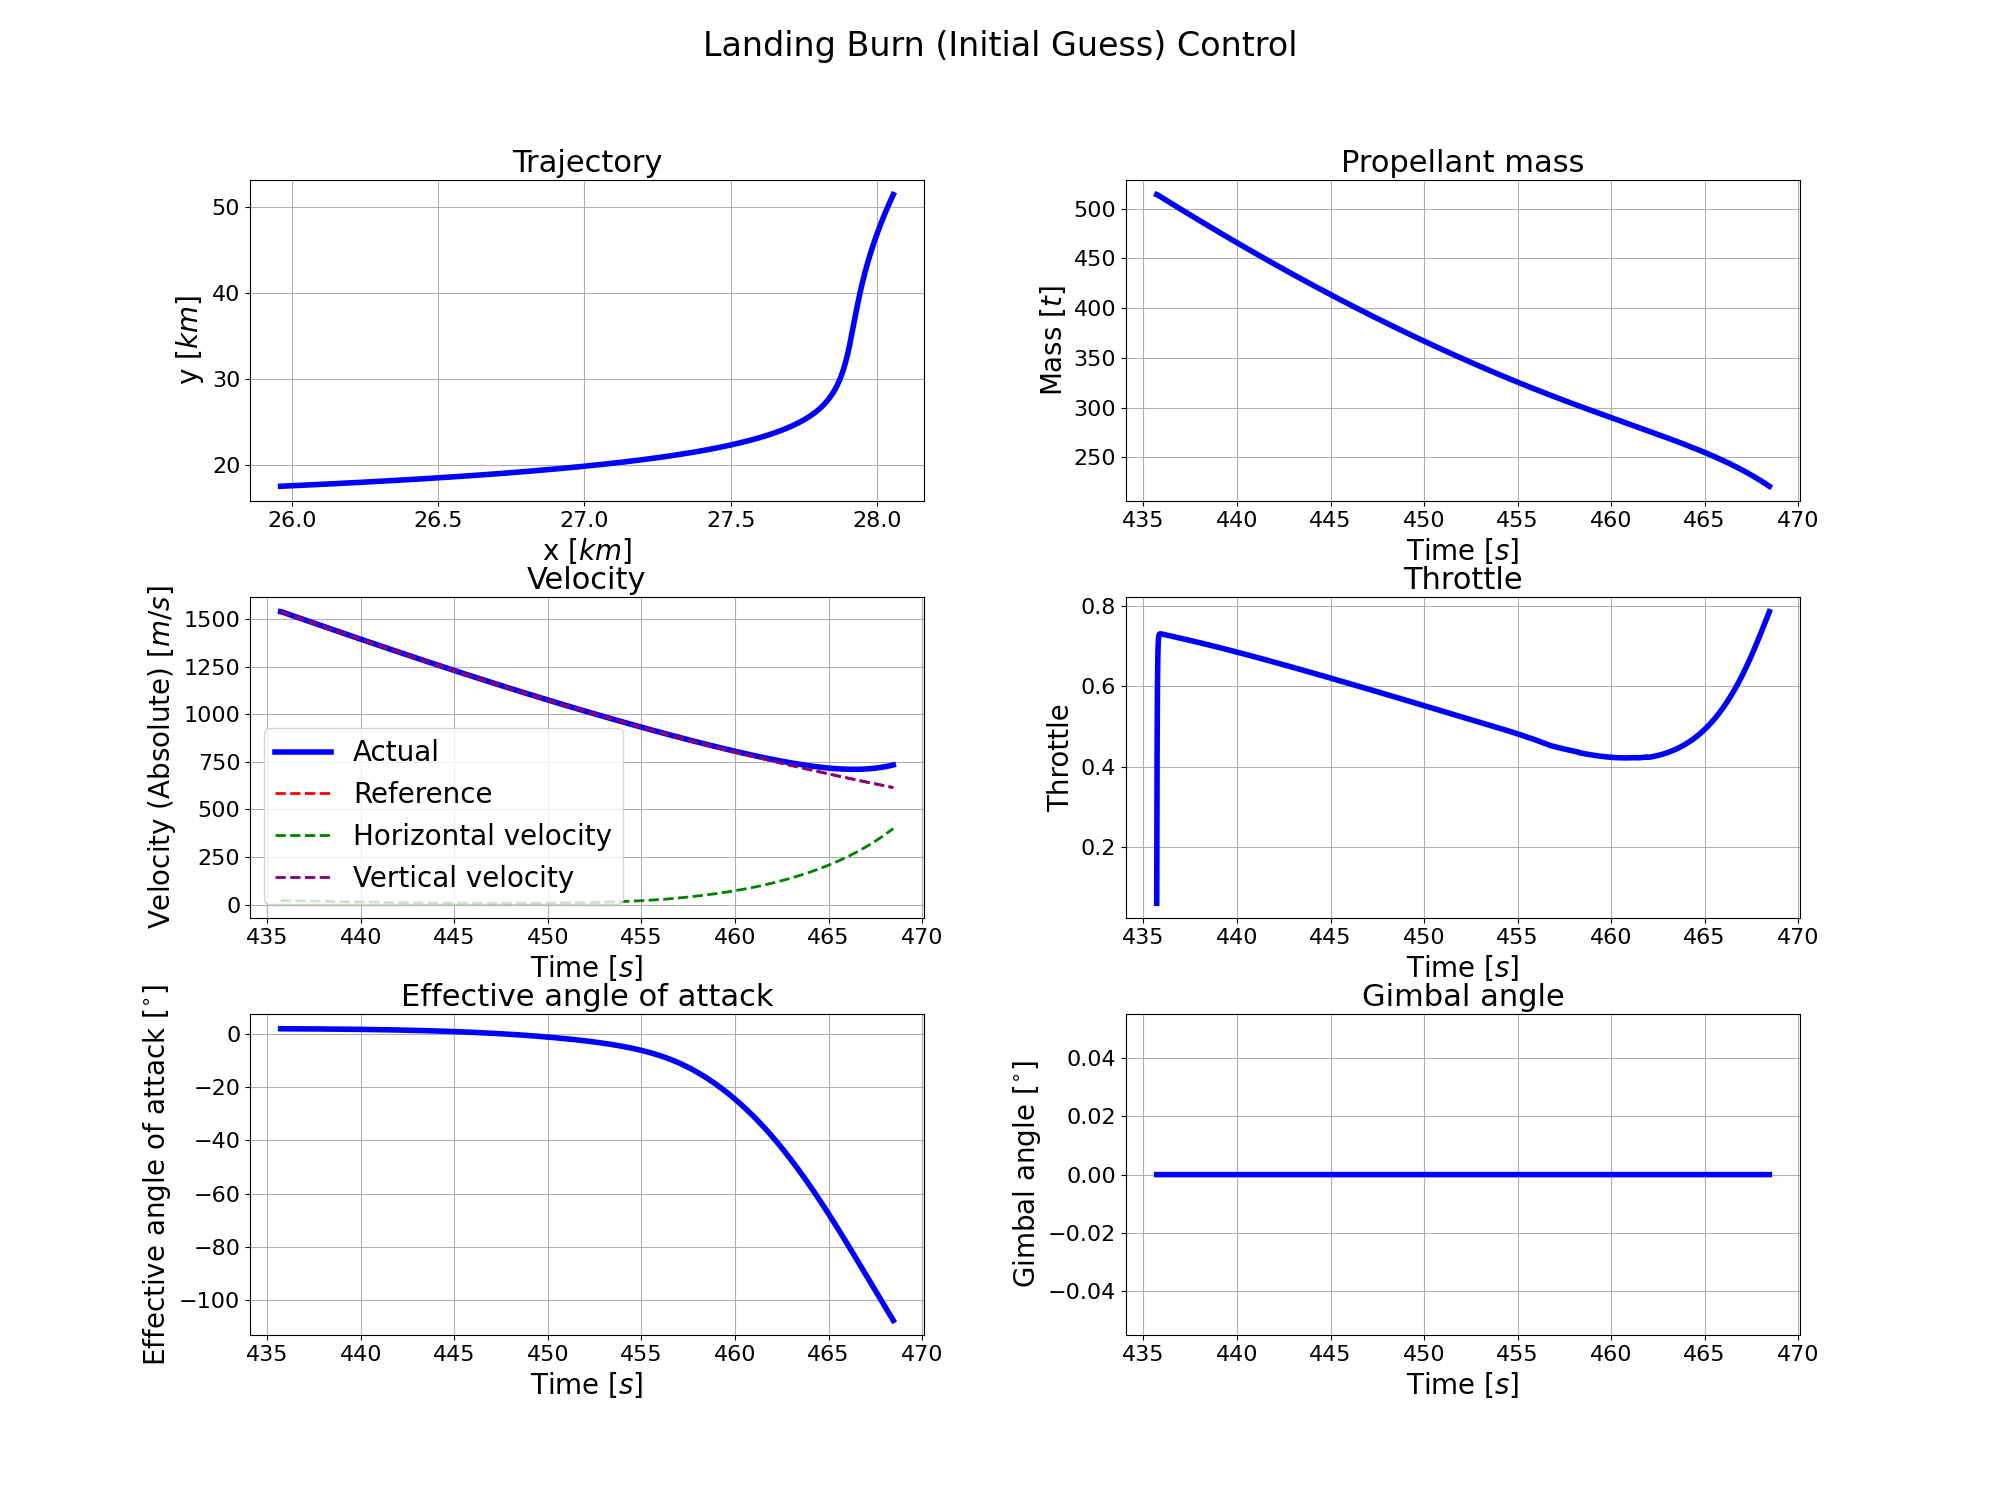 Landing Burn (Initial Guess) Control
Trajectory
y [km]
50
40
30
20
26.0 26.5 27.0 27.5 28.0
x [km]
Propellant mass
Mass [t]
500
450
400
350
300
250
435 440 445 450 455 460 465 470
Time [s]
Velocity
Velocity (Absolute) [m/s]
1500
1250
1000
750
500
250
0
Actual
Reference
Horizontal velocity
Vertical velocity
435 440 445 450 455 460 465 470
Time [s]
Throttle
Throttle
0.8
0.6
0.4
0.2
435 440 445 450 455 460 465 470
Time [s]
Effective angle of attack
Effective angle of attack [°]
0
−20
−40
−60
−80
−100
435 440 445 450 455 460 465 470
Time [s]
Gimbal angle
Gimbal angle [°]
0.04
0.02
0.00
−0.02
−0.04
435 440 445 450 455 460 465 470
Time [s]